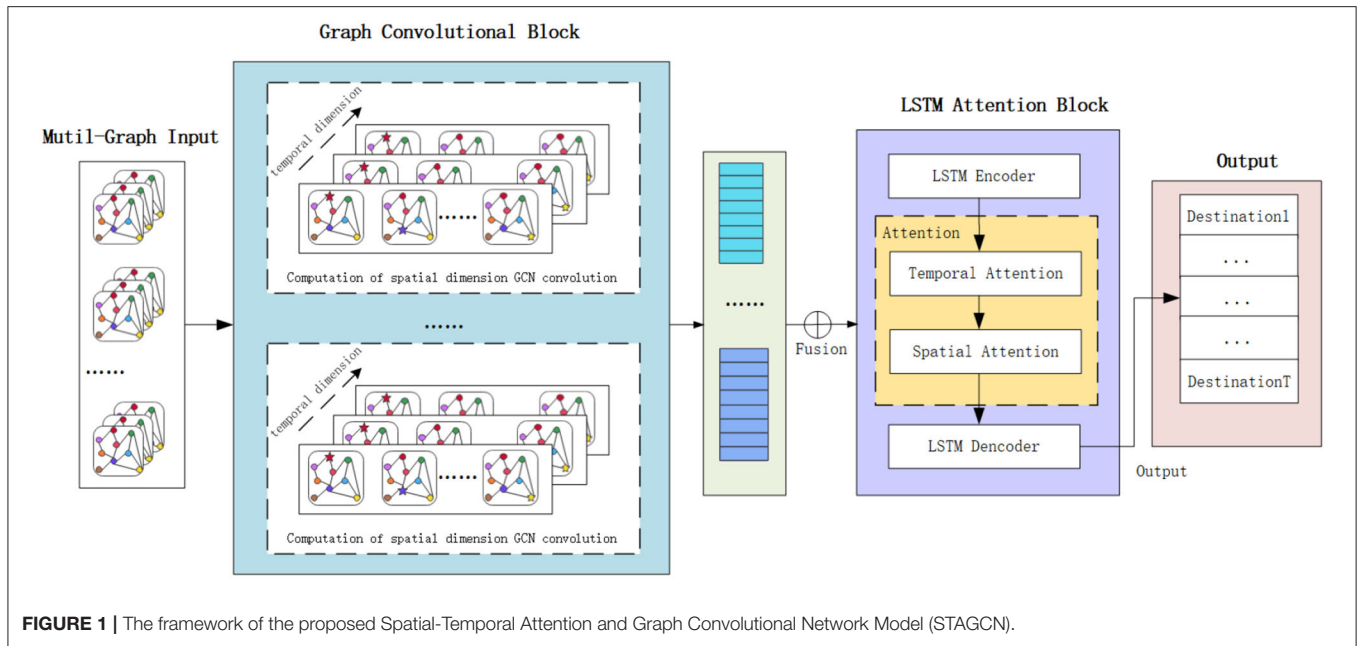 Graph Convolutional Block
Mutil-Graph Input
......
temporal dimension
......
Computation of spatial dimension GCN convolution
......
temporal dimension
......
Computation of spatial dimension GCN convolution
......
Fusion
LSTM Attention Block
LSTM Encoder
Attention
Temporal Attention
Spatial Attention
LSTM Dencoder
Output
Output
Destination1
...
...
...
DestinationT
FIGURE 1 | The framework of the proposed Spatial-Temporal Attention and Graph Convolutional Network Model (STAGCN).